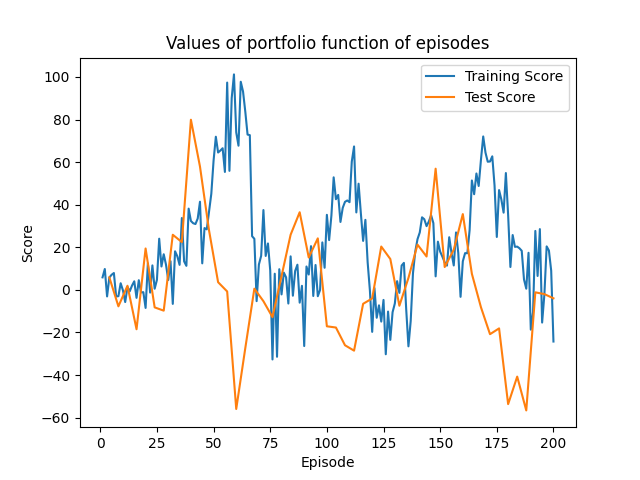 Values of portfolio function of episodes
Training Score
Test Score
100
80
60
40
20
0
−20
−40
−60
Score
0 25 50 75 100 125 150 175 200
Episode